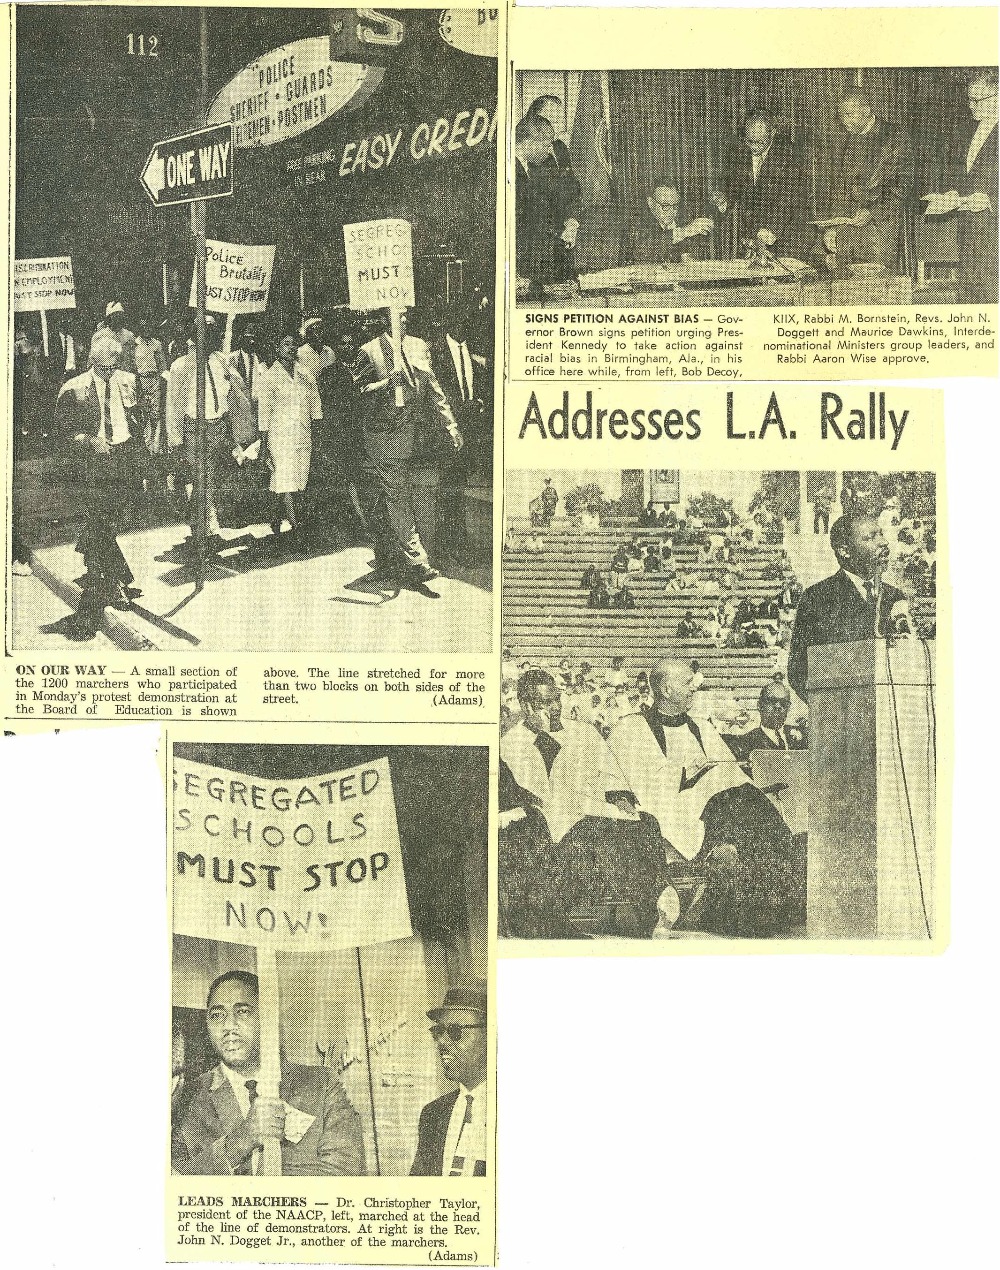 112
POLICE
SHERIFF • GUARDS
FIREMEN • POSTMEN
BU
ONE WAY
FREE PARKING
IN REAR
EASY CREDI
SEGREG
SCHO
MUST
NOW
Police
Brutality
UST STOP NOW
ISCRIMINATION
N EMPLOYMENT
UST STOP NOW
ON OUR WAY — A small section of
the 1200 marchers who participated
in Monday's protest demonstration at
the Board of Education is shown
above. The line stretched for more
than two blocks on both sides of the
street. (Adams)
SIGNS PETITION AGAINST BIAS — Gov-
ernor Brown signs petition urging Pres-
ident Kennedy to take action against
racial bias in Birmingham, Ala., in his
office here while, from left, Bob Decoy,
KIIX, Rabbi M. Bornstein, Revs. John N.
Doggett and Maurice Dawkins, Interde-
nominational Ministers group leaders, and
Rabbi Aaron Wise approve.
Addresses L.A. Rally
SEGREGATED
SCHOOLS
MUST STOP
NOW!
LEADS MARCHERS — Dr. Christopher Taylor,
president of the NAACP, left, marched at the head
of the line of demonstrators. At right is the Rev.
John N. Dogget Jr., another of the marchers.
(Adams)